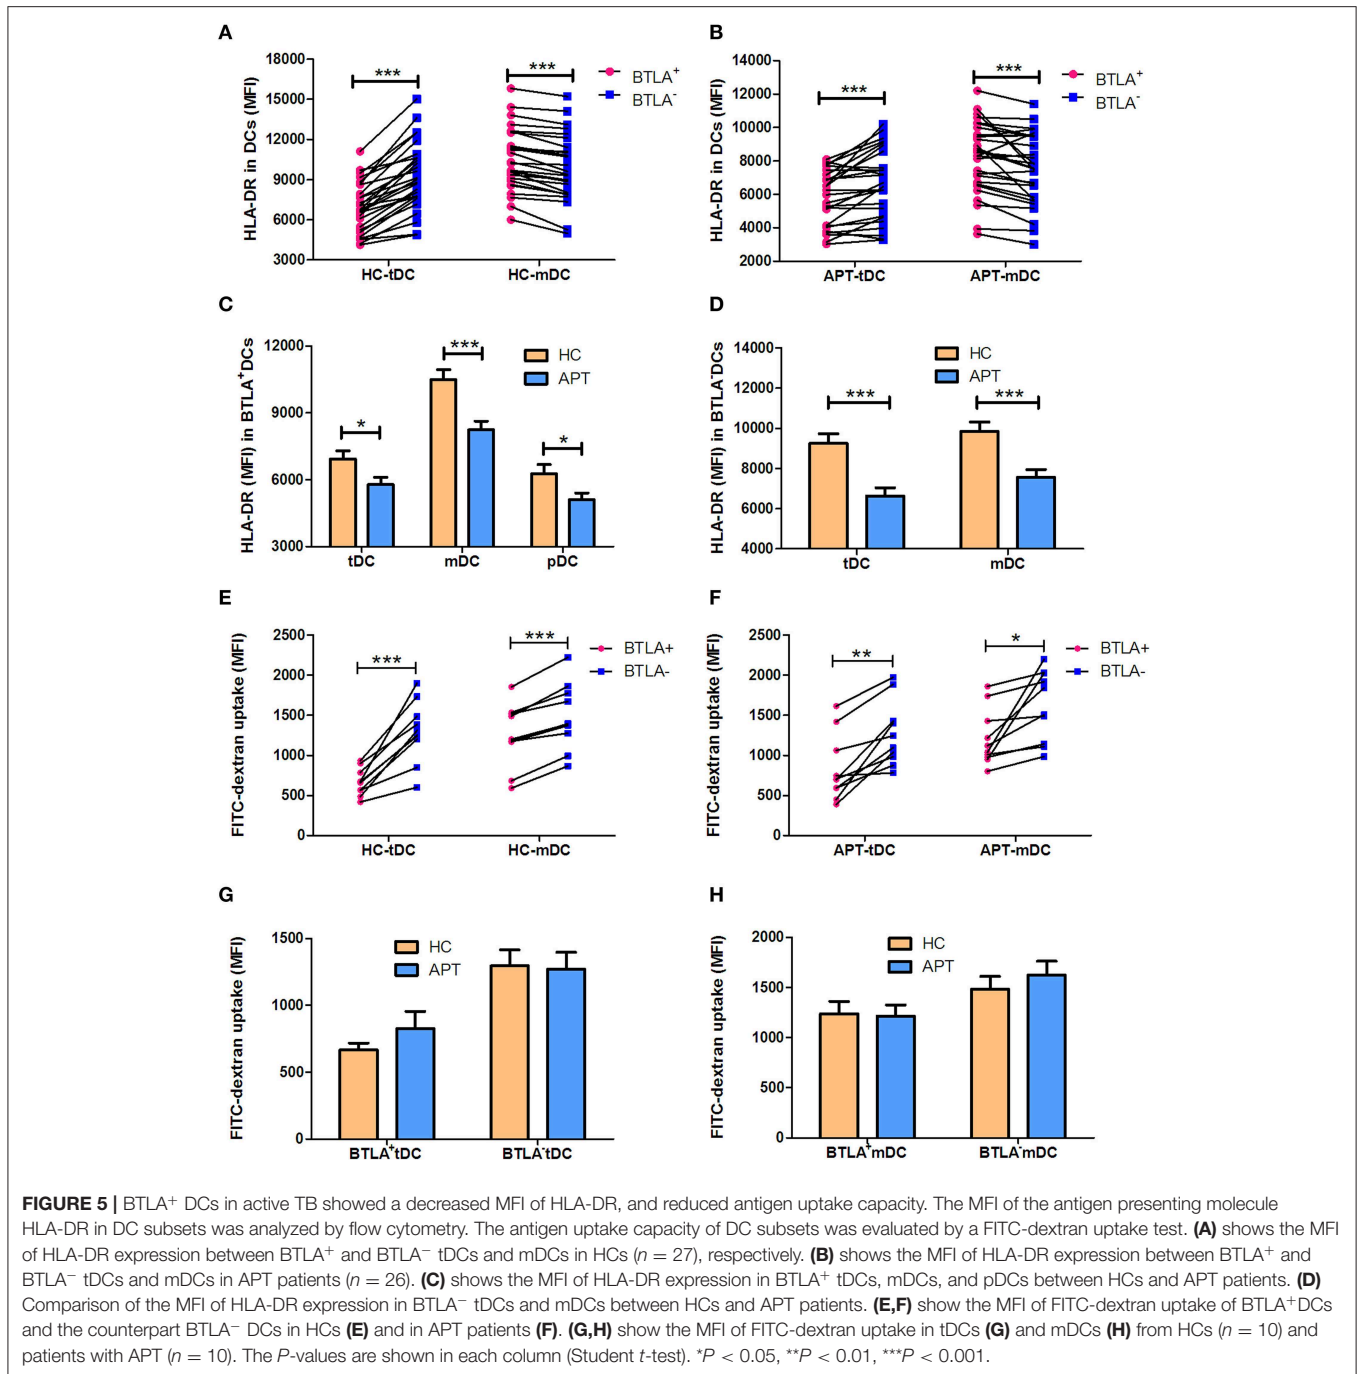 A
18000
15000
12000
9000
6000
3000
HLA-DR in DCs (MFI)
***
***
BTLA⁺
BTLA⁻
HC-tDC
HC-mDC
B
14000
12000
10000
8000
6000
4000
2000
HLA-DR in DCs (MFI)
***
***
BTLA⁺
BTLA⁻
APT-tDC
APT-mDC
C
12000
9000
6000
3000
HLA-DR (MFI) in BTLA⁺DCs
*
***
*
HC
APT
tDC
mDC
pDC
D
14000
12000
10000
8000
6000
4000
HLA-DR (MFI) in BTLA⁻DCs
***
***
HC
APT
tDC
mDC
E
2500
2000
1500
1000
500
0
FITC-dextran uptake (MFI)
***
***
BTLA+
BTLA-
HC-tDC
HC-mDC
F
2500
2000
1500
1000
500
0
FITC-dextran uptake (MFI)
**
*
BTLA+
BTLA-
APT-tDC
APT-mDC
G
1500
1000
500
0
FITC-dextran uptake (MFI)
HC
APT
BTLA⁺tDC
BTLA⁻tDC
H
2000
1500
1000
500
0
FITC-dextran uptake (MFI)
HC
APT
BTLA⁺mDC
BTLA⁻mDC
FIGURE 5 | BTLA⁺ DCs in active TB showed a decreased MFI of HLA-DR, and reduced antigen uptake capacity. The MFI of the antigen presenting molecule
HLA-DR in DC subsets was analyzed by flow cytometry. The antigen uptake capacity of DC subsets was evaluated by a FITC-dextran uptake test. (A) shows the MFI
of HLA-DR expression between BTLA⁺ and BTLA⁻ tDCs and mDCs in HCs (n = 27), respectively. (B) shows the MFI of HLA-DR expression between BTLA⁺ and
BTLA⁻ tDCs and mDCs in APT patients (n = 26). (C) shows the MFI of HLA-DR expression in BTLA⁺ tDCs, mDCs, and pDCs between HCs and APT patients. (D)
Comparison of the MFI of HLA-DR expression in BTLA⁻ tDCs and mDCs between HCs and APT patients. (E,F) show the MFI of FITC-dextran uptake of BTLA⁺DCs
and the counterpart BTLA⁻ DCs in HCs (E) and in APT patients (F). (G,H) show the MFI of FITC-dextran uptake in tDCs (G) and mDCs (H) from HCs (n = 10) and
patients with APT (n = 10). The P-values are shown in each column (Student t-test). *P < 0.05, **P < 0.01, ***P < 0.001.